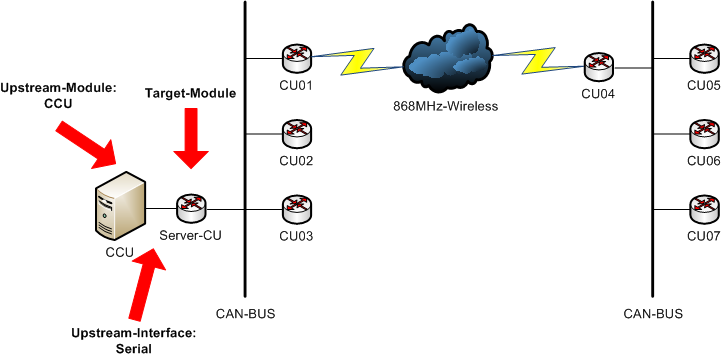 CU01
CU05
Upstream-Module:
CCU
Target-Module
868MHz-Wireless
CU04
CU02
CU06
CCU
Server-CU
CU03
CU07
CAN-BUS
CAN-BUS
Upstream-Interface:
Serial